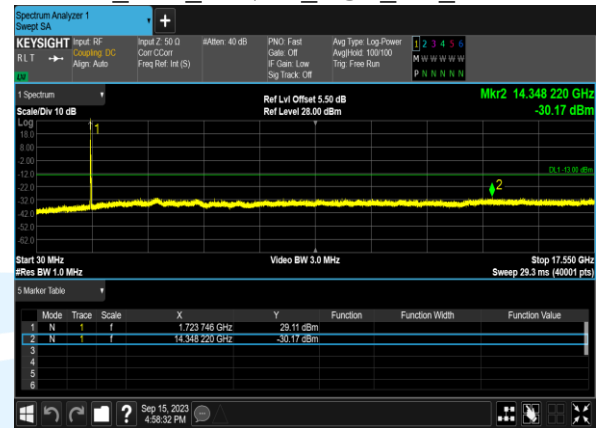 Spectrum Analyzer 1
Swept SA
KEYSIGHT Input: RF Input Z: 50 Ω #Atten: 40 dB PNO: Fast Avg Type: Log-Power 1 2 3 4 5 6
RLT Coupling: DC Corr CCorr Gate: Off Avg|Hold: 100/100 M W W W W W
Align: Auto Freq Ref: Int (S) IF Gain: Low Trig: Free Run P N N N N N
Sig Track: Off
1 Spectrum Ref Lvl Offset 5.50 dB Mkr2 14.348 220 GHz
Scale/Div 10 dB Ref Level 28.00 dBm -30.17 dBm
Log
1
18.0
8.00
-2.00
DL1 -13.00 dBm
-12.0
2
-22.0
-32.0
-42.0
-52.0
-62.0
Start 30 MHz Video BW 3.0 MHz Stop 17.550 GHz
#Res BW 1.0 MHz Sweep 29.3 ms (40001 pts)
5 Marker Table
Mode Trace Scale X Y Function Function Width Function Value
1 N 1 f 1.723 746 GHz 29.11 dBm
2 N 1 f 14.348 220 GHz -30.17 dBm
3
4
5
6
? Sep 15, 2023
4:58:32 PM